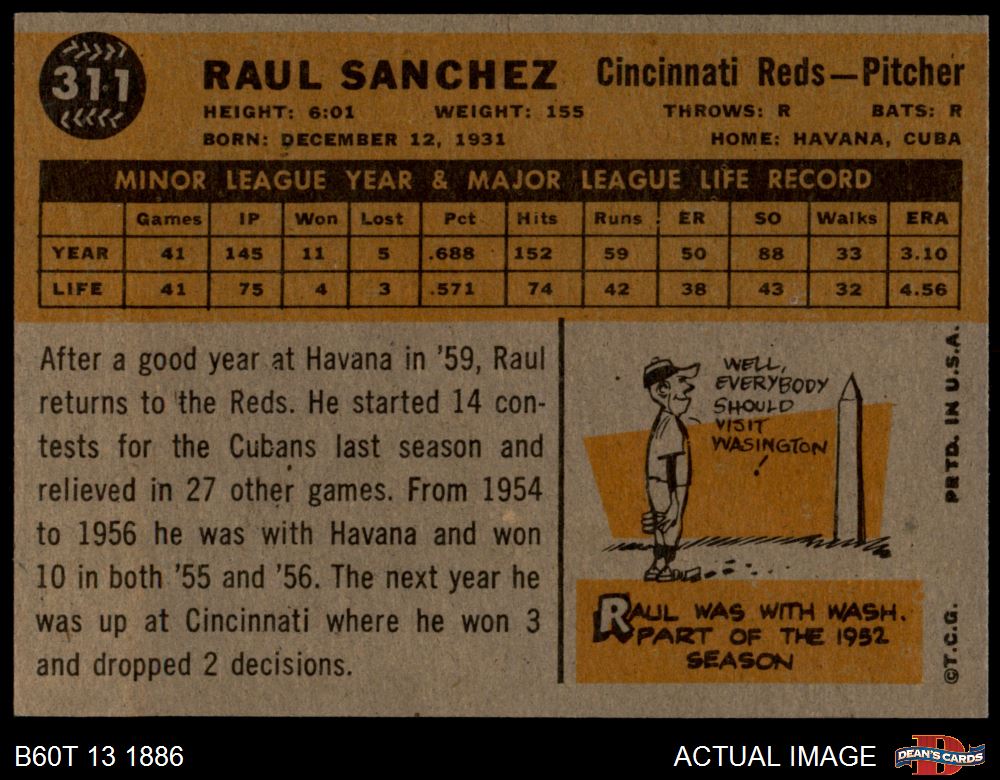 311
RAUL SANCHEZ Cincinnati Reds—Pitcher
HEIGHT: 6:01 WEIGHT: 155 THROWS: R BATS: R
BORN: DECEMBER 12, 1931 HOME: HAVANA, CUBA
MINOR LEAGUE YEAR & MAJOR LEAGUE LIFE RECORD
Games IP Won Lost Pct Hits Runs ER SO Walks ERA
YEAR 41 145 11 5 .688 152 59 50 88 33 3.10
LIFE 41 75 4 3 .571 74 42 38 43 32 4.56
After a good year at Havana in '59, Raul
returns to the Reds. He started 14 con-
tests for the Cubans last season and
relieved in 27 other games. From 1954
to 1956 he was with Havana and won
10 in both '55 and '56. The next year he
was up at Cincinnati where he won 3
and dropped 2 decisions.
WELL,
EVERYBODY
SHOULD
VISIT
WASINGTON
!
RAUL WAS WITH WASH.
PART OF THE 1952
SEASON
©T.C.G. PRTD. IN U.S.A.
B60T 13 1886 ACTUAL IMAGE DEAN'S CARDS